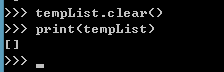 >>> tempList.clear()
>>> print(tempList)
[]
>>> _